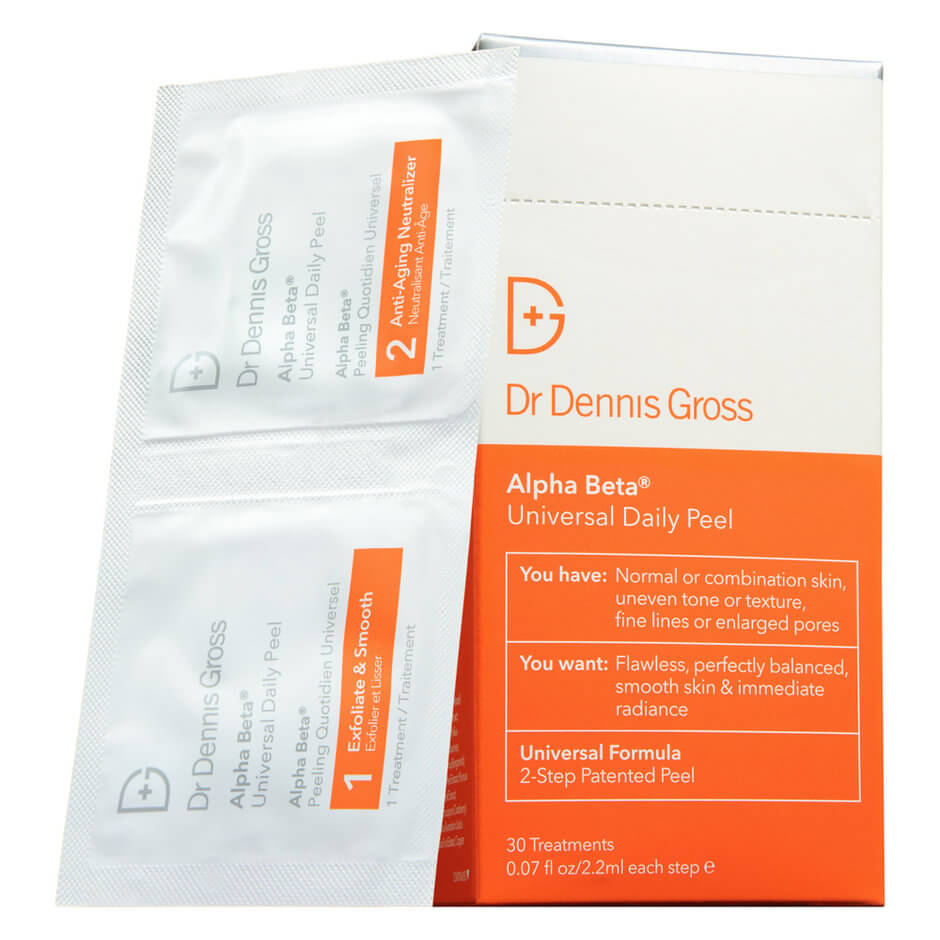 Dr Dennis Gross
Alpha Beta®
Universal Daily Peel
Alpha Beta®
Peeling Quotidien Universel
2 Anti-Aging Neutralizer
Neutralisant Anti-Âge
1 Treatment / Traitement
Dr Dennis Gross
Alpha Beta®
Universal Daily Peel
Alpha Beta®
Peeling Quotidien Universel
1 Exfoliate & Smooth
Exfolier et Lisser
1 Treatment / Traitement
Dr Dennis Gross
Alpha Beta®
Universal Daily Peel
You have: Normal or combination skin,
uneven tone or texture,
fine lines or enlarged pores
You want: Flawless, perfectly balanced,
smooth skin & immediate
radiance
Universal Formula
2-Step Patented Peel
30 Treatments
0.07 fl oz/2.2ml each step ℮